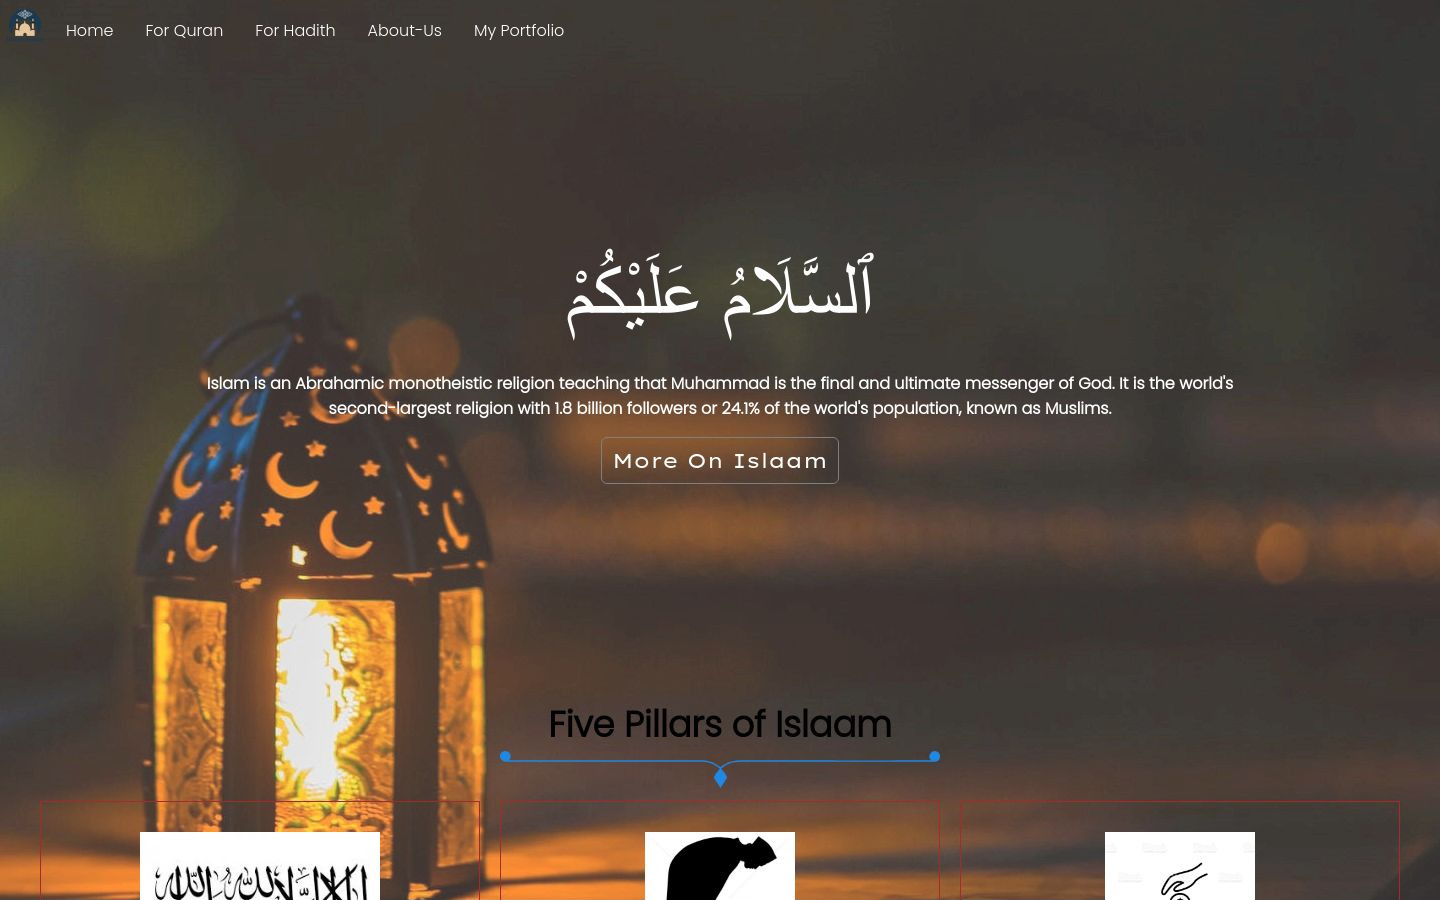 Home
For Quran
For Hadith
About-Us
My Portfolio
ٱلسَّلَامُ عَلَيْكُمْ
Islam is an Abrahamic monotheistic religion teaching that Muhammad is the final and ultimate messenger of God. It is the world's
second-largest religion with 1.8 billion followers or 24.1% of the world's population, known as Muslims.
More On Islaam
Five Pillars of Islaam